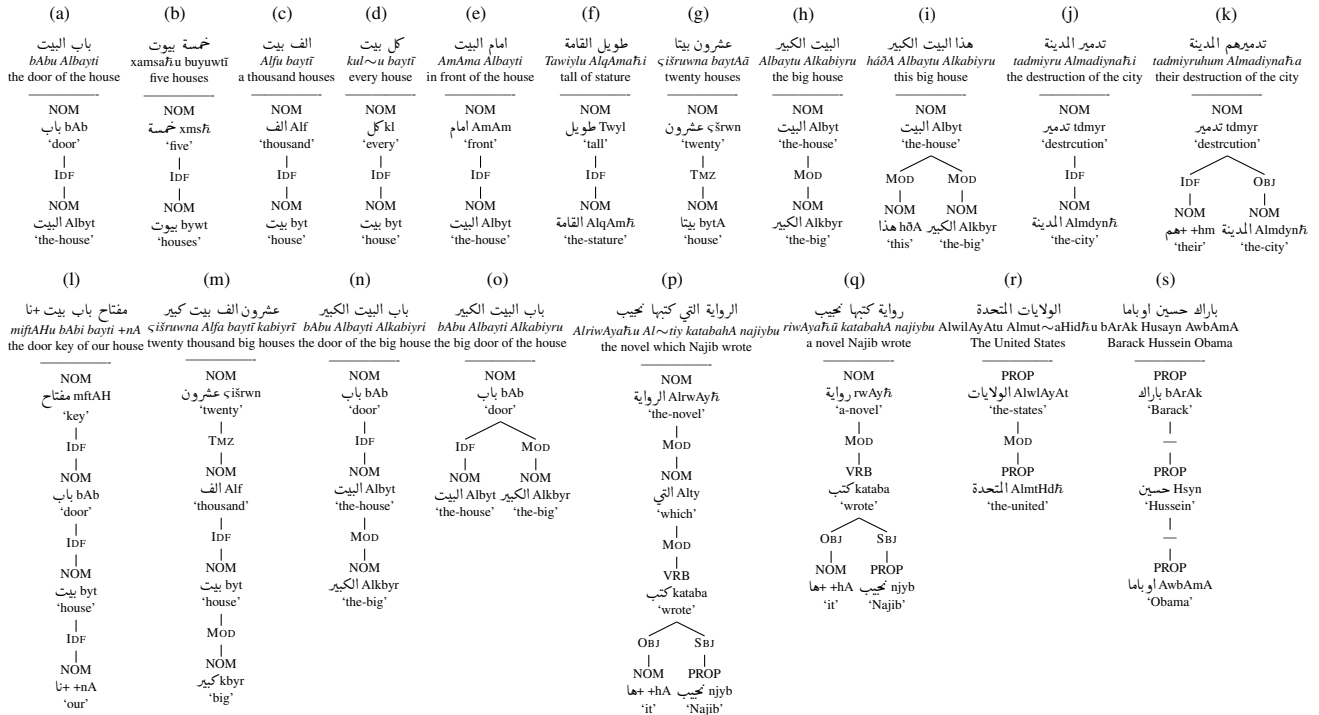 (a)
باب البيت
bAbu Albayti
the door of the house
NOM
باب bAb
‘door’
IDF
NOM
البيت Albyt
‘the-house’
(b)
خمسة بيوت
xamsaħu buyuwtĩ
five houses
NOM
خمسة xmsħ
‘five’
IDF
NOM
بيوت bywt
‘houses’
(c)
الف بيت
Alfu baytĩ
a thousand houses
NOM
الف Alf
‘thousand’
IDF
NOM
بيت byt
‘house’
(d)
كل بيت
kul~u baytĩ
every house
NOM
كل kl
‘every’
IDF
NOM
بيت byt
‘house’
(e)
امام البيت
AmAma Albayti
in front of the house
NOM
امام AmAm
‘front’
IDF
NOM
البيت Albyt
‘the-house’
(f)
طويل القامة
Tawiylu AlqAmaħi
tall of stature
NOM
طويل Twyl
‘tall’
IDF
NOM
القامة AlqAmħ
‘the-stature’
(g)
عشرون بيتا
ςišruwna baytAã
twenty houses
NOM
عشرون ςšrwn
‘twenty’
TMZ
NOM
بيتا bytA
‘house’
(h)
البيت الكبير
Albaytu Alkabiyru
the big house
NOM
البيت Albyt
‘the-house’
MOD
NOM
الكبير Alkbyr
‘the-big’
(i)
هذا البيت الكبير
háðA Albaytu Alkabiyru
this big house
NOM
البيت Albyt
‘the-house’
MOD MOD
NOM NOM
هذا hðA الكبير Alkbyr
‘this’ ‘the-big’
(j)
تدمير المدينة
tadmiyru Almadiynaħi
the destruction of the city
NOM
تدمير tdmyr
‘destrcution’
IDF
NOM
المدينة Almdynħ
‘the-city’
(k)
تدميرهم المدينة
tadmiyruhum Almadiynaħa
their destruction of the city
NOM
تدمير tdmyr
‘destrcution’
IDF OBJ
NOM NOM
+هم +hm المدينة Almdynħ
‘their’ ‘the-city’
(l)
مفتاح باب بيت +نا
miftAHu bAbi bayti +nA
the door key of our house
NOM
مفتاح mftAH
‘key’
IDF
NOM
باب bAb
‘door’
IDF
NOM
بيت byt
‘house’
IDF
NOM
+نا +nA
‘our’
(m)
عشرون الف بيت كبير
ςišruwna Alfa baytĩ kabiyrĩ
twenty thousand big houses
NOM
عشرون ςišrwn
‘twenty’
TMZ
NOM
الف Alf
‘thousand’
IDF
NOM
بيت byt
‘house’
MOD
NOM
كبير kbyr
‘big’
(n)
باب البيت الكبير
bAbu Albayti Alkabiyri
the door of the big house
NOM
باب bAb
‘door’
IDF
NOM
البيت Albyt
‘the-house’
MOD
NOM
الكبير Alkbyr
‘the-big’
(o)
باب البيت الكبير
bAbu Albayti Alkabiyru
the big door of the house
NOM
باب bAb
‘door’
IDF MOD
NOM NOM
البيت Albyt الكبير Alkbyr
‘the-house’ ‘the-big’
(p)
الرواية التي كتبها نجيب
AlriwAyaħu Al~tiy katabahA najiybu
the novel which Najib wrote
NOM
الرواية AlrwAyħ
‘the-novel’
MOD
NOM
التي Alty
‘which’
MOD
VRB
كتب kataba
‘wrote’
OBJ SBJ
NOM PROP
+ها +hA نجيب njyb
‘it’ ‘Najib’
(q)
رواية كتبها نجيب
riwAyaħũ katabahA najiybu
a novel Najib wrote
NOM
رواية rwAyħ
‘a-novel’
MOD
VRB
كتب kataba
‘wrote’
OBJ SBJ
NOM PROP
+ها +hA نجيب njyb
‘it’ ‘Najib’
(r)
الولايات المتحدة
AlwilAyAtu Almut~aHidħu
The United States
PROP
الولايات AlwlAyAt
‘the-states’
MOD
PROP
المتحدة AlmtHdħ
‘the-united’
(s)
باراك حسين اوباما
bArAk Husayn AwbAmA
Barack Hussein Obama
PROP
باراك bArAk
‘Barack’
—
PROP
حسين Hsyn
‘Hussein’
—
PROP
اوباما AwbAmA
‘Obama’